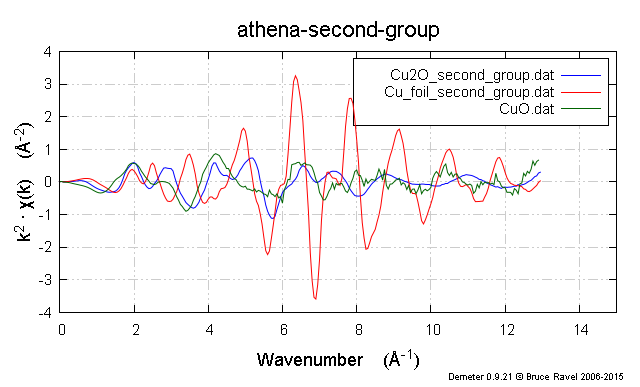 athena-second-group
4
3
2
1
0
-1
-2
-3
-4
k² · χ(k) (Å⁻²)
Cu2O_second_group.dat
Cu_foil_second_group.dat
CuO.dat
0 2 4 6 8 10 12 14
Wavenumber (Å⁻¹)
Demeter 0.9.21 © Bruce Ravel 2006-2015